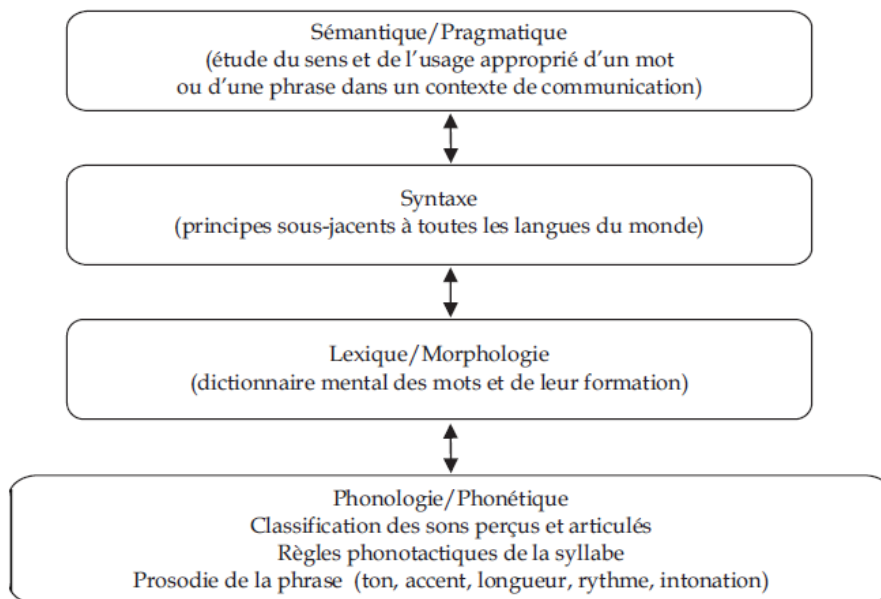 Sémantique/Pragmatique
(étude du sens et de l'usage approprié d'un mot
ou d'une phrase dans un contexte de communication)
Syntaxe
(principes sous-jacents à toutes les langues du monde)
Lexique/Morphologie
(dictionnaire mental des mots et de leur formation)
Phonologie/Phonétique
Classification des sons perçus et articulés
Règles phonotactiques de la syllabe
Prosodie de la phrase (ton, accent, longueur, rythme, intonation)